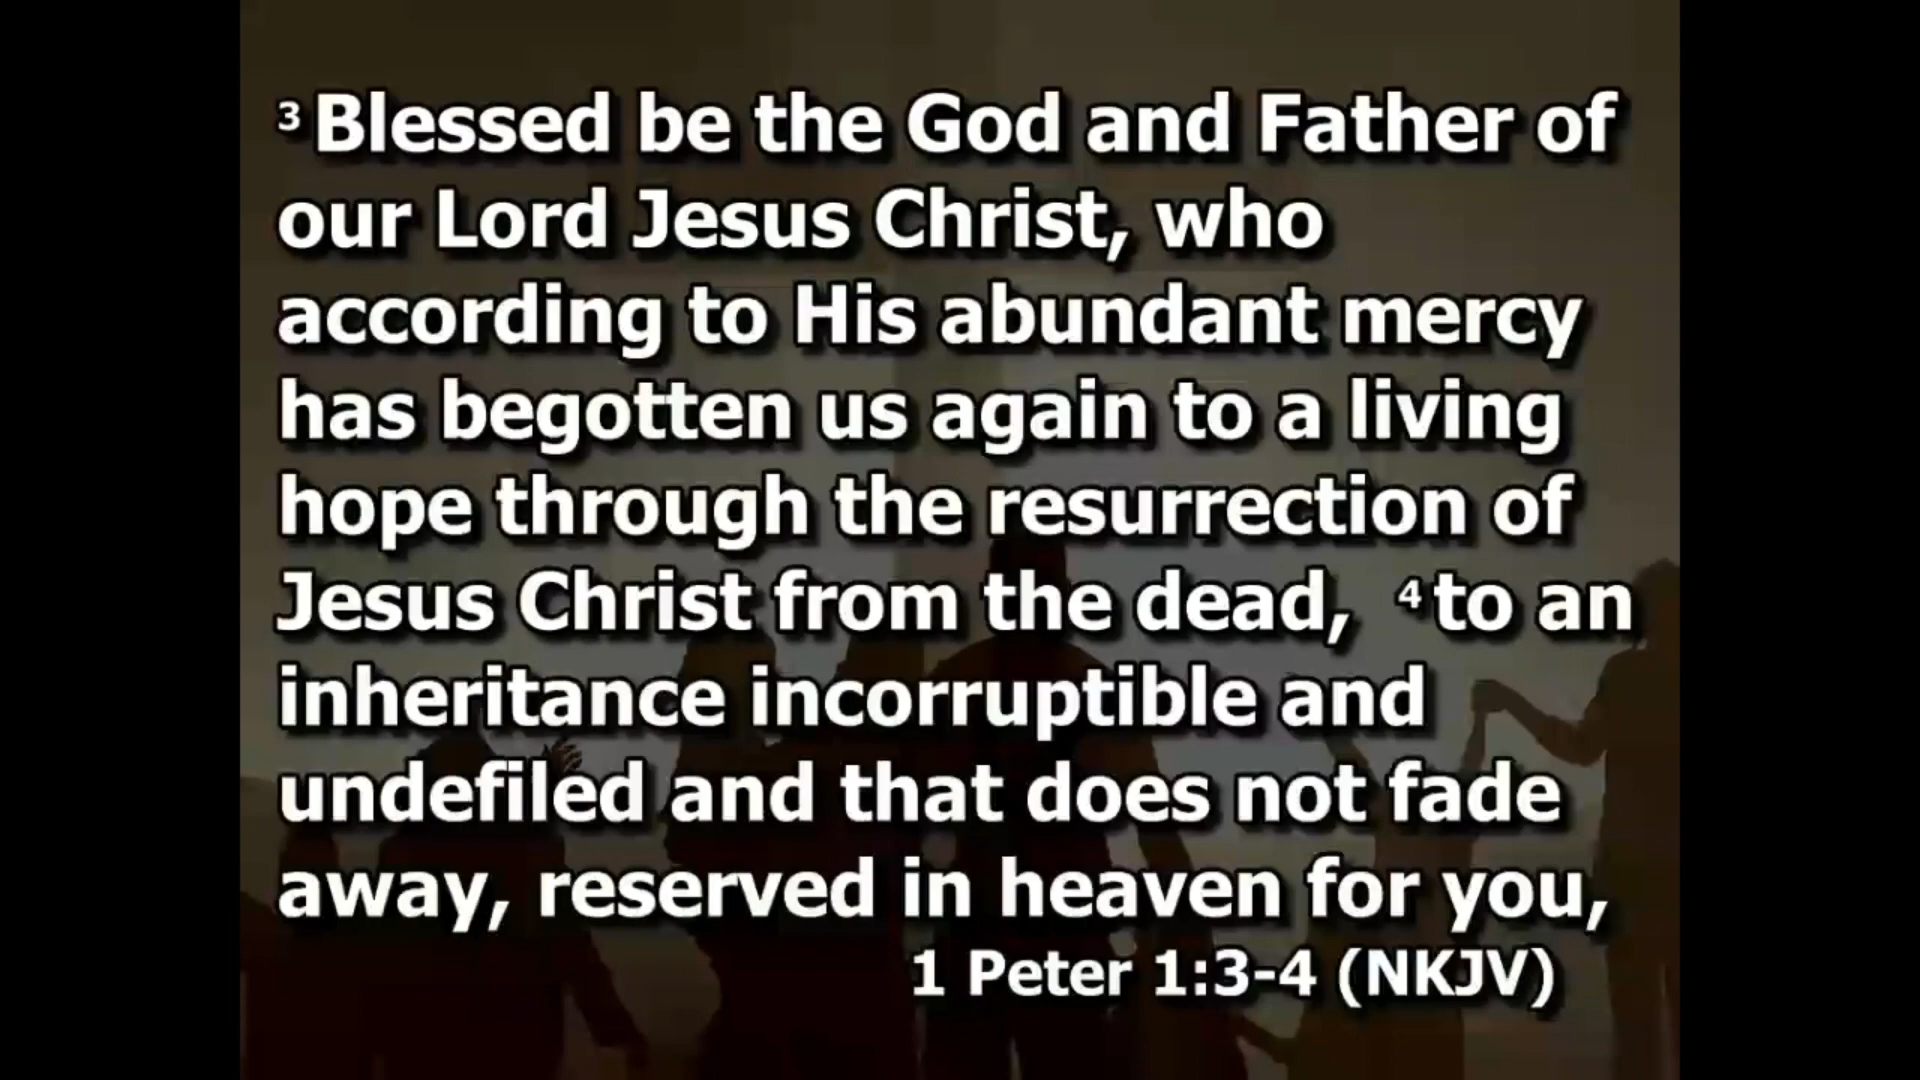 3 Blessed be the God and Father of
our Lord Jesus Christ, who
according to His abundant mercy
has begotten us again to a living
hope through the resurrection of
Jesus Christ from the dead, 4 to an
inheritance incorruptible and
undefiled and that does not fade
away, reserved in heaven for you,
1 Peter 1:3-4 (NKJV)